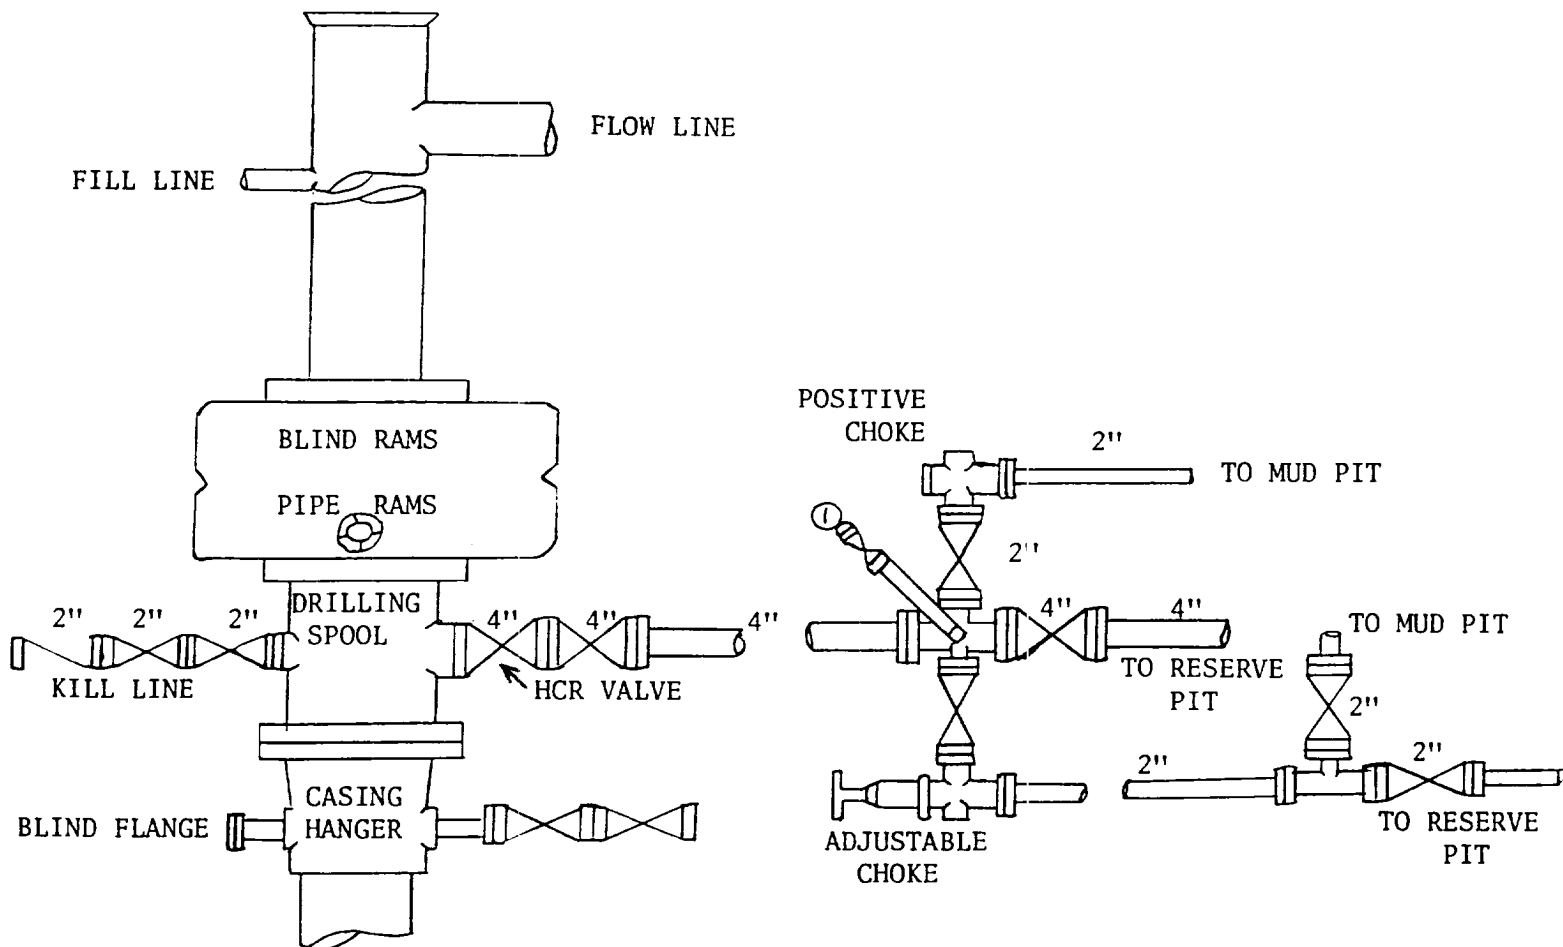 FLOW LINE
FILL LINE
BLIND RAMS
PIPE RAMS
DRILLING
SPOOL
2"
2"
2"
KILL LINE
4"
4"
4"
HCR VALVE
CASING
HANGER
BLIND FLANGE
POSITIVE
CHOKE
2"
TO MUD PIT
2"
4"
4"
TO RESERVE
PIT
ADJUSTABLE
CHOKE
TO MUD PIT
2"
2"
2"
TO RESERVE
PIT